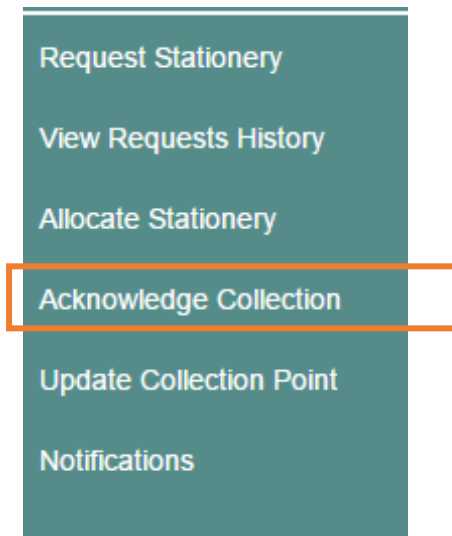 Request Stationery
View Requests History
Allocate Stationery
Acknowledge Collection
Update Collection Point
Notifications